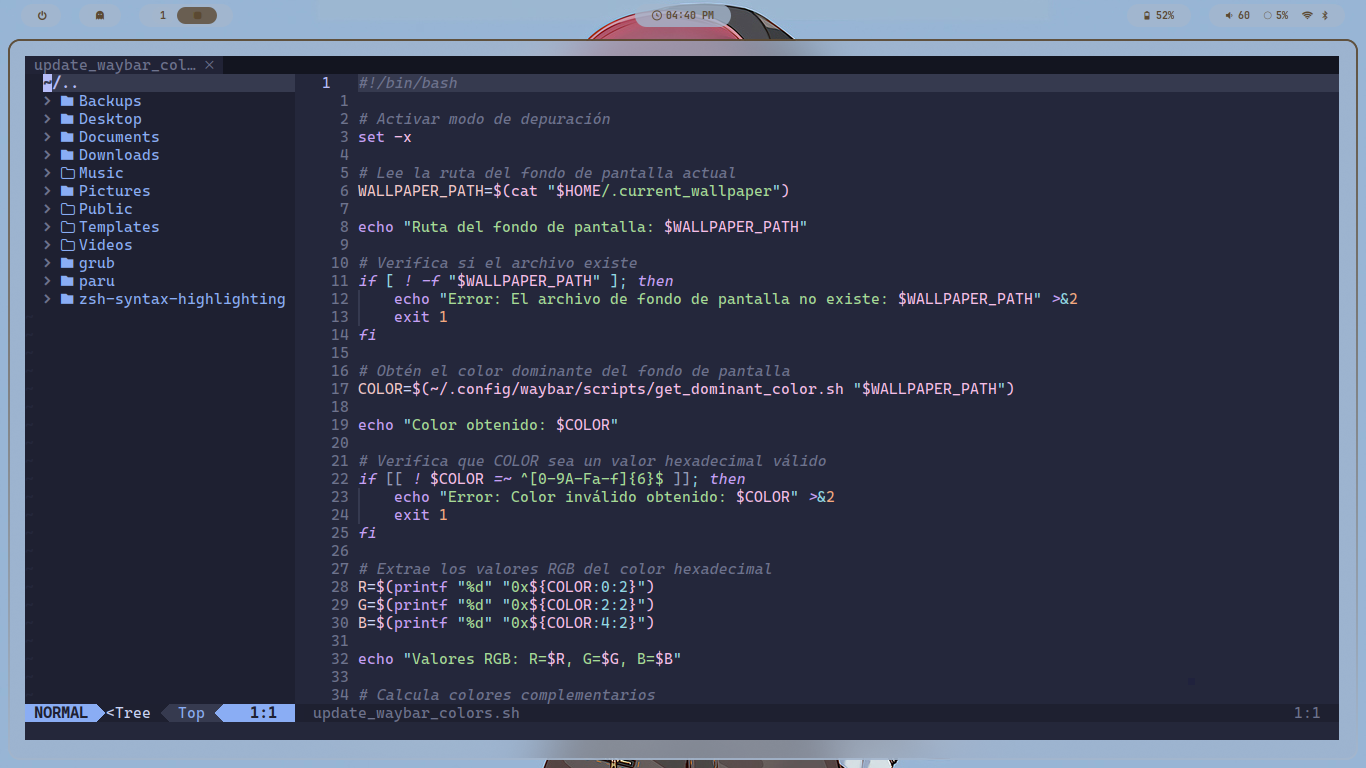 1 04:40 PM 52% 60 5%
update_waybar_col… ×
~/..
Backups
Desktop
Documents
Downloads
Music
Pictures
Public
Templates
Videos
grub
paru
zsh-syntax-highlighting
1 #!/bin/bash
1
2 # Activar modo de depuración
3 set -x
4
5 # Lee la ruta del fondo de pantalla actual
6 WALLPAPER_PATH=$(cat "$HOME/.current_wallpaper")
7
8 echo "Ruta del fondo de pantalla: $WALLPAPER_PATH"
9
10 # Verifica si el archivo existe
11 if [ ! -f "$WALLPAPER_PATH" ]; then
12     echo "Error: El archivo de fondo de pantalla no existe: $WALLPAPER_PATH" >&2
13     exit 1
14 fi
15
16 # Obtén el color dominante del fondo de pantalla
17 COLOR=$(~/.config/waybar/scripts/get_dominant_color.sh "$WALLPAPER_PATH")
18
19 echo "Color obtenido: $COLOR"
20
21 # Verifica que COLOR sea un valor hexadecimal válido
22 if [[ ! $COLOR =~ ^[0-9A-Fa-f]{6}$ ]]; then
23     echo "Error: Color inválido obtenido: $COLOR" >&2
24     exit 1
25 fi
26
27 # Extrae los valores RGB del color hexadecimal
28 R=$(printf "%d" "0x${COLOR:0:2}")
29 G=$(printf "%d" "0x${COLOR:2:2}")
30 B=$(printf "%d" "0x${COLOR:4:2}")
31
32 echo "Valores RGB: R=$R, G=$G, B=$B"
33
34 # Calcula colores complementarios
NORMAL <Tree Top 1:1 update_waybar_colors.sh 1:1